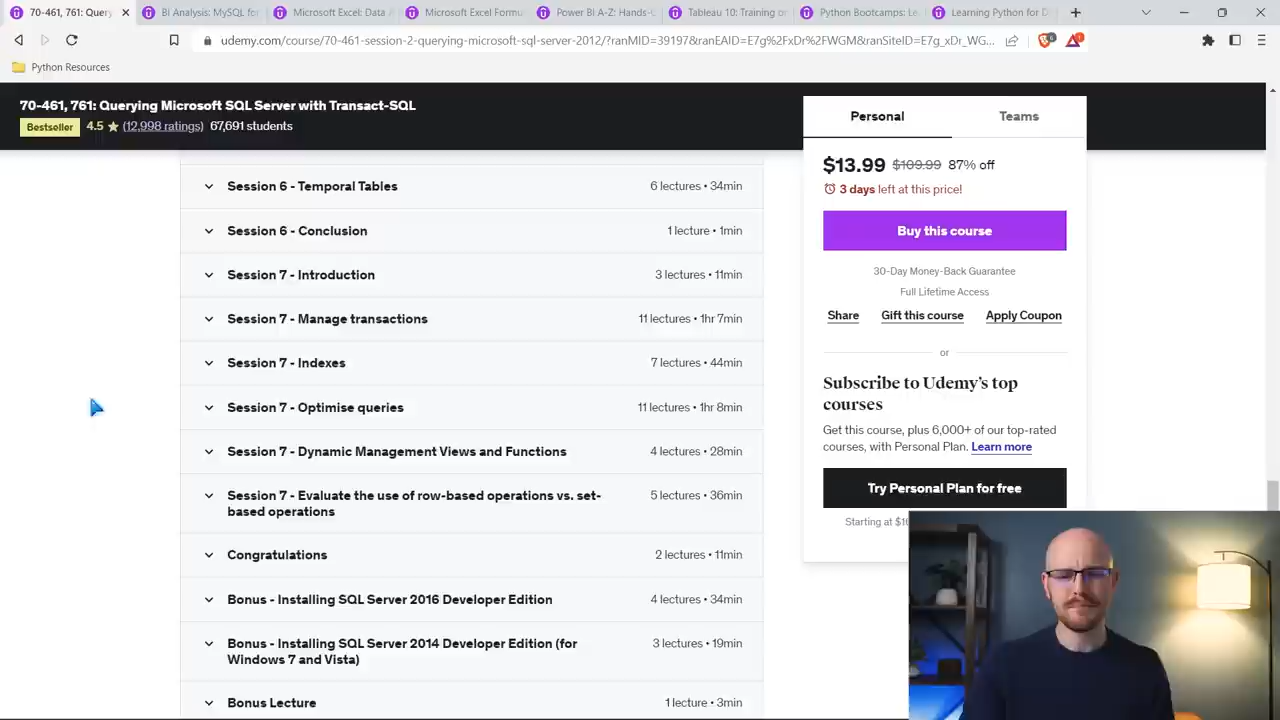 70-461, 761: Query
BI Analysis: MySQL for
Microsoft Excel: Data A
Microsoft Excel Formu
Power BI A-Z: Hands-O
Tableau 10: Training on
Python Bootcamps: Le
Learning Python for D
udemy.com/course/70-461-session-2-querying-microsoft-sql-server-2012/?ranMID=39197&ranEAID=E7g%2FxDr%2FWGM&ranSiteID=E7g_xDr_WG...
Python Resources
70-461, 761: Querying Microsoft SQL Server with Transact-SQL
Bestseller 4.5 ★ (12,998 ratings) 67,691 students
Personal Teams
$13.99 $109.99 87% off
3 days left at this price!
Buy this course
30-Day Money-Back Guarantee
Full Lifetime Access
Share Gift this course Apply Coupon
or
Subscribe to Udemy's top
courses
Get this course, plus 6,000+ of our top-rated
courses, with Personal Plan. Learn more
Try Personal Plan for free
Starting at
Session 6 - Temporal Tables 6 lectures • 34min
Session 6 - Conclusion 1 lecture • 1min
Session 7 - Introduction 3 lectures • 11min
Session 7 - Manage transactions 11 lectures • 1hr 7min
Session 7 - Indexes 7 lectures • 44min
Session 7 - Optimise queries 11 lectures • 1hr 8min
Session 7 - Dynamic Management Views and Functions 4 lectures • 28min
Session 7 - Evaluate the use of row-based operations vs. set- 5 lectures • 36min
based operations
Congratulations 2 lectures • 11min
Bonus - Installing SQL Server 2016 Developer Edition 4 lectures • 34min
Bonus - Installing SQL Server 2014 Developer Edition (for 3 lectures • 19min
Windows 7 and Vista)
Bonus Lecture 1 lecture • 3min